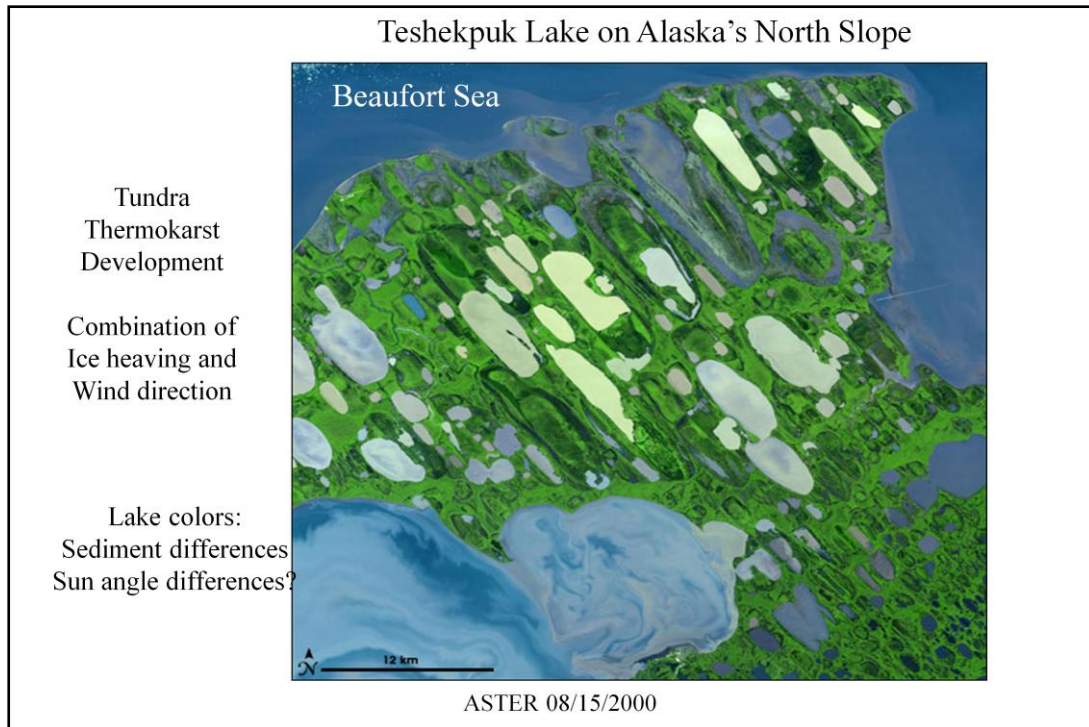 Teshekpuk Lake on Alaska's North Slope
Beaufort Sea
Tundra
Thermokarst
Development
Combination of
Ice heaving and
Wind direction
Lake colors:
Sediment differences
Sun angle differences?
N
12 km
ASTER 08/15/2000